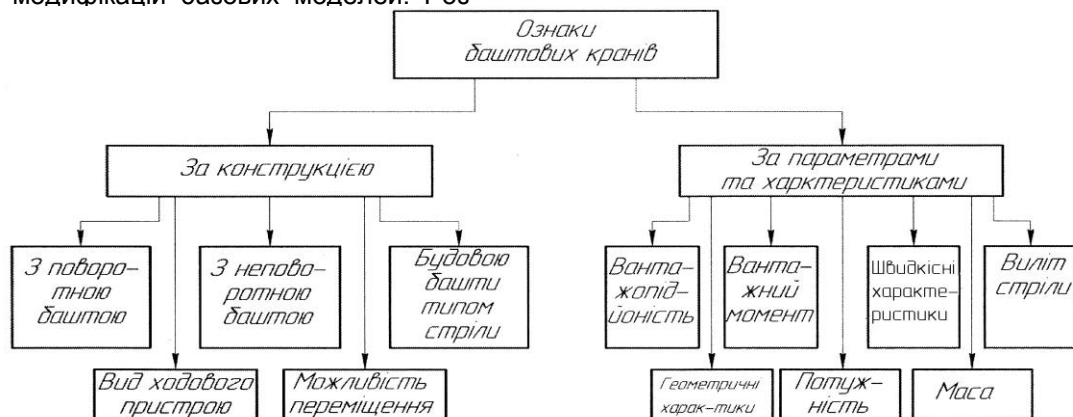 модифікацій базових моделей.
Ознаки
баштових кранів
За конструкцією
За параметрами
та харктеристиками
З поворо-
тною
баштою
З непово-
ротною
баштою
Будовою
башти
типом
стріли
Ванта-
жопід-
йоність
Ванта-
жний
момент
Швидкісні
характе-
ристики
Виліт
стріли
Вид ходового
пристрою
Можливість
переміщення
Геометричні
харак-тики
Потуж-
ність
Маса